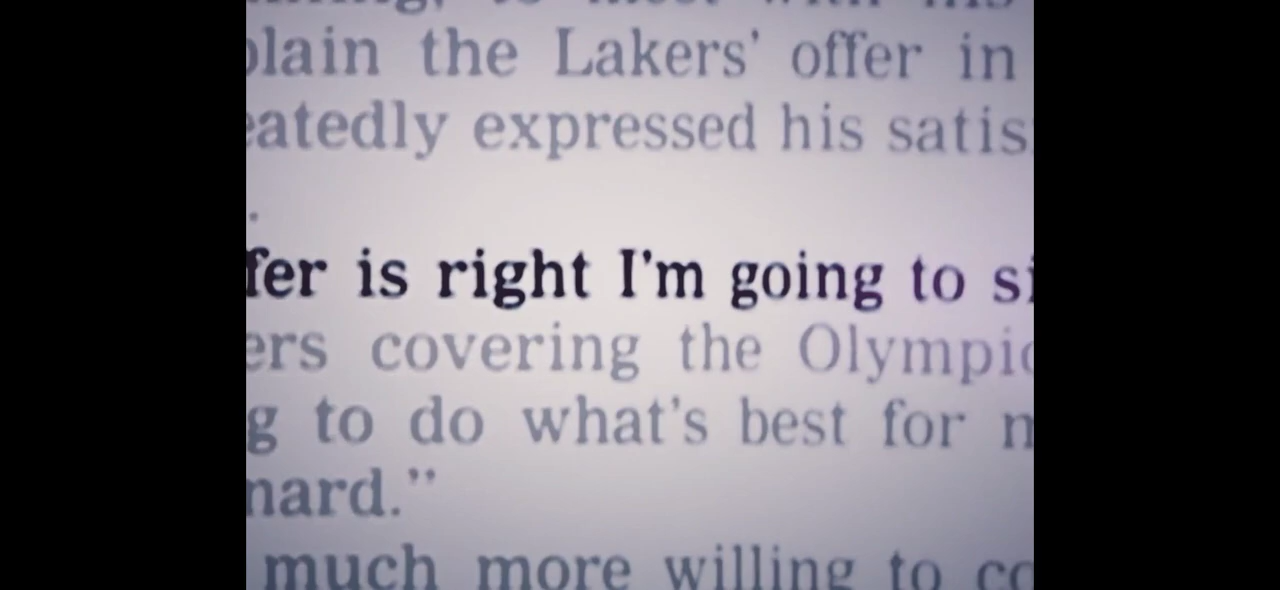 plain the Lakers' offer in
eatedly expressed his satis
.
fer is right I'm going to si
ers covering the Olympic
g to do what's best for m
nard."
much more willing to co